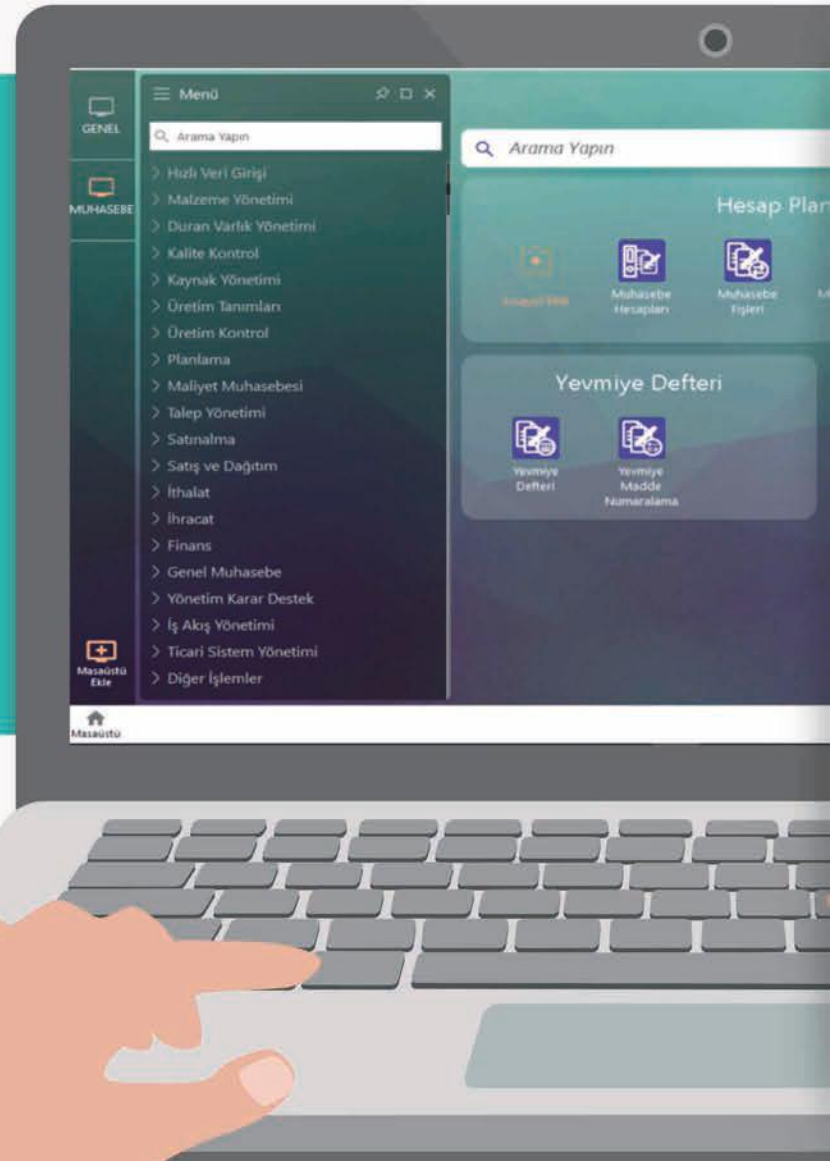 GENEL
MUHASEBE
Menü
Arama Yapın
Hızlı Veri Girişi
Malzeme Yönetimi
Duran Varlık Yönetimi
Kalite Kontrol
Kaynak Yönetimi
Üretim Tanımları
Üretim Kontrol
Planlama
Maliyet Muhasebesi
Talep Yönetimi
Satınalma
Satış ve Dağıtım
İthalat
İhracat
Finans
Genel Muhasebe
Yönetim Karar Destek
İş Akış Yönetimi
Ticari Sistem Yönetimi
Diğer İşlemler
Masaüstü
Ekle
Masaüstü
Arama Yapın
Hesap Plan
Muhasebe
Hesapları
Muhasebe
Fişleri
Yevmiye Defteri
Yevmiye
Defteri
Yevmiye
Madde
Numaralama